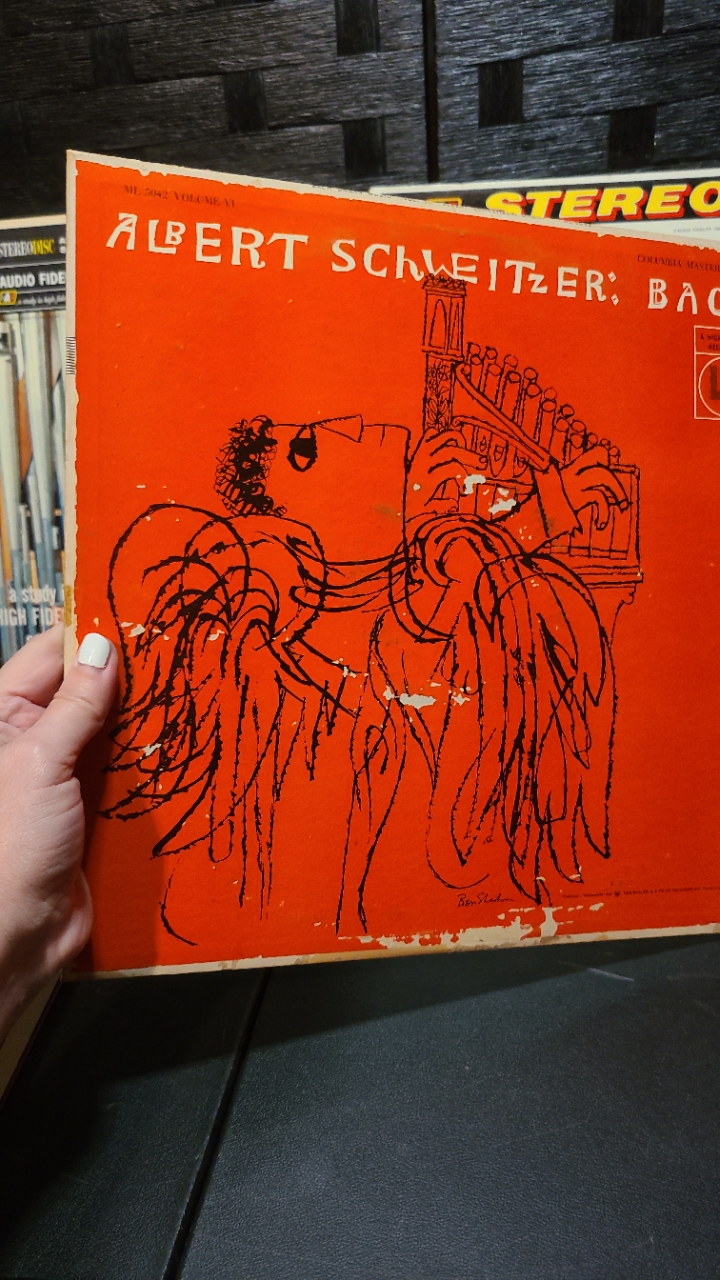 ML 5042 VOLUME VI
STEREO
ALBERT SCHWEITZER: BAC
COLUMBIA MASTER
STEREODISC
AUDIO FIDE
a study
HIGH FIDE
Ben Shahn